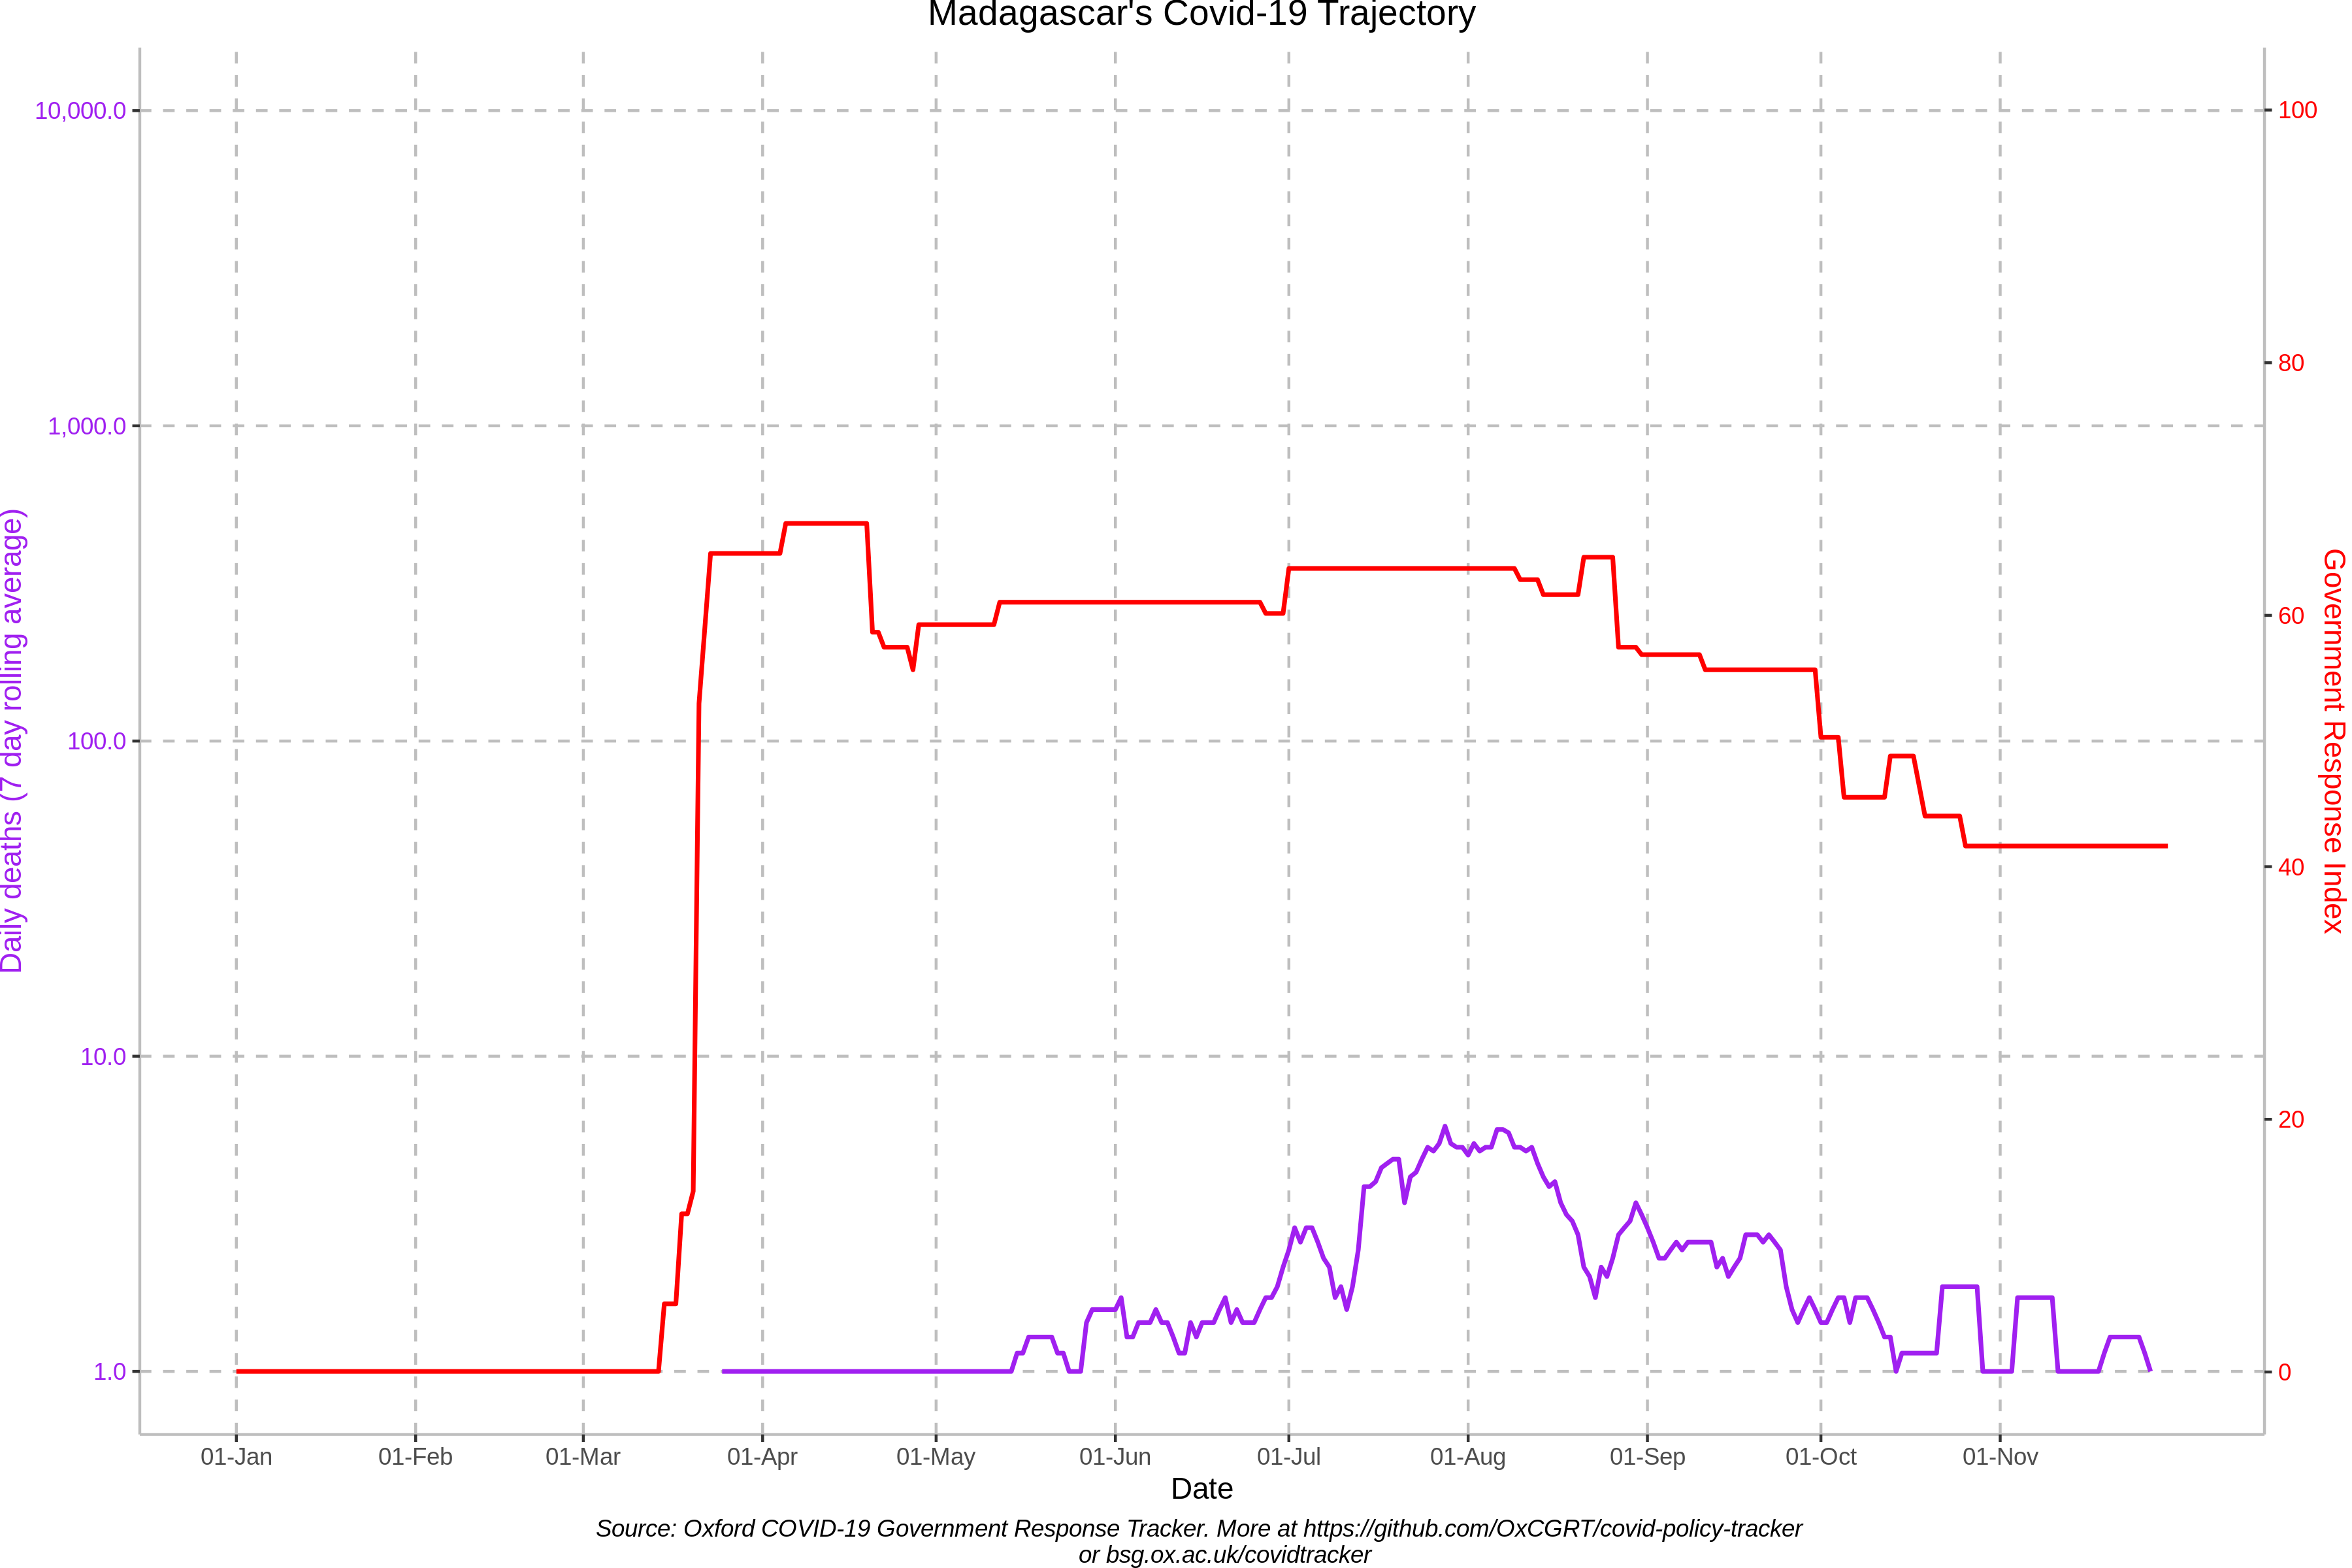 Madagascar's Covid-19 Trajectory
10,000.0
1,000.0
100.0
10.0
1.0
Daily deaths (7 day rolling average)
100
80
60
40
20
0
Government Response Index
01-Jan 01-Feb 01-Mar 01-Apr 01-May 01-Jun 01-Jul 01-Aug 01-Sep 01-Oct 01-Nov
Date
Source: Oxford COVID-19 Government Response Tracker. More at https://github.com/OxCGRT/covid-policy-tracker
or bsg.ox.ac.uk/covidtracker